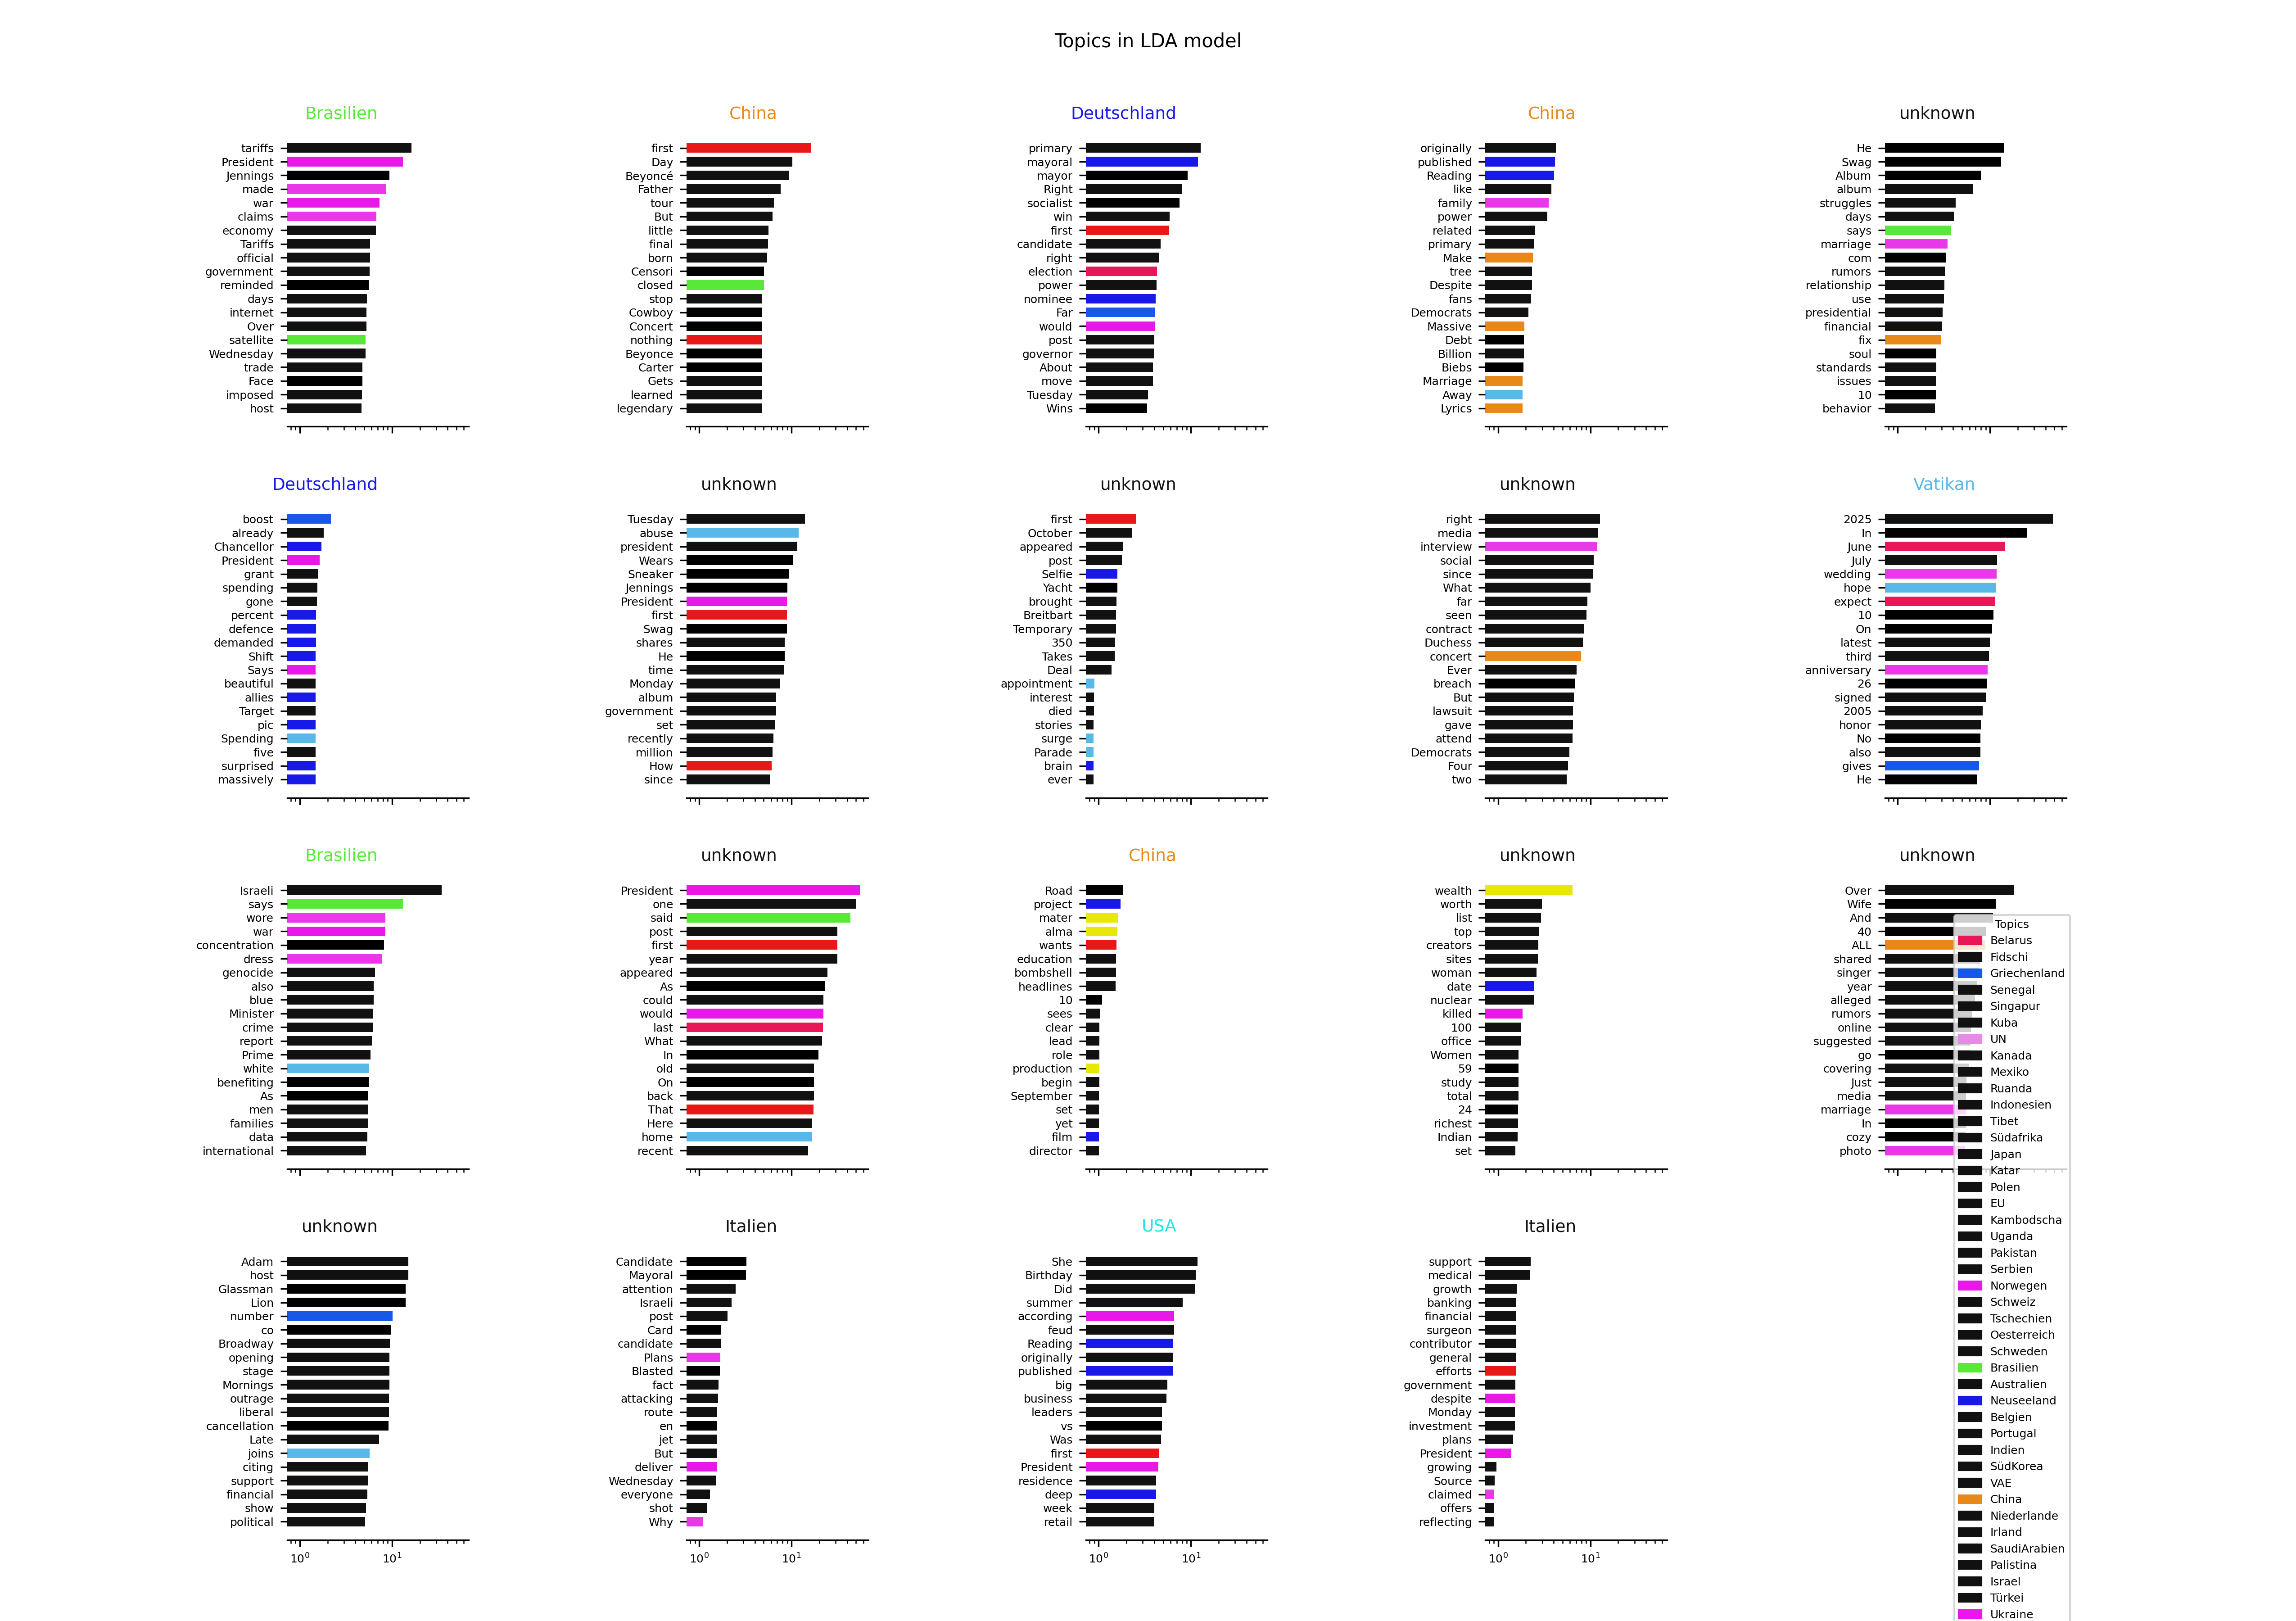 Topics in LDA model
Brasilien
tariffs
President
Jennings
made
war
claims
economy
Tariffs
official
government
reminded
days
internet
Over
satellite
Wednesday
trade
Face
imposed
host
China
first
Day
Beyoncé
Father
tour
But
little
final
born
Censori
closed
stop
Cowboy
Concert
nothing
Beyonce
Carter
Gets
learned
legendary
Deutschland
primary
mayoral
mayor
Right
socialist
win
first
candidate
right
election
power
nominee
Far
would
post
governor
About
move
Tuesday
Wins
China
originally
published
Reading
like
family
power
related
primary
Make
tree
Despite
fans
Democrats
Massive
Debt
Billion
Biebs
Marriage
Away
Lyrics
unknown
He
Swag
Album
album
struggles
days
says
marriage
com
rumors
relationship
use
presidential
financial
fix
soul
standards
issues
10
behavior
Deutschland
boost
already
Chancellor
President
grant
spending
gone
percent
defence
demanded
Shift
Says
beautiful
allies
Target
pic
Spending
five
surprised
massively
unknown
Tuesday
abuse
president
Wears
Sneaker
Jennings
President
first
Swag
shares
He
time
Monday
album
government
set
recently
million
How
since
unknown
first
October
appeared
post
Selfie
Yacht
brought
Breitbart
Temporary
350
Takes
Deal
appointment
interest
died
stories
surge
Parade
brain
ever
unknown
right
media
interview
social
since
What
far
seen
contract
Duchess
concert
Ever
breach
But
lawsuit
gave
attend
Democrats
Four
two
Vatikan
2025
In
June
July
wedding
hope
expect
10
On
latest
third
anniversary
26
signed
2005
honor
No
also
gives
He
Brasilien
Israeli
says
wore
war
concentration
dress
genocide
also
blue
Minister
crime
report
Prime
white
benefiting
As
men
families
data
international
unknown
President
one
said
post
first
year
appeared
As
could
would
last
What
In
old
On
back
That
Here
home
recent
China
Road
project
mater
alma
wants
education
bombshell
headlines
10
sees
clear
lead
role
production
begin
September
set
yet
film
director
unknown
wealth
worth
list
top
creators
sites
woman
date
nuclear
killed
100
office
Women
59
study
total
24
richest
Indian
set
unknown
Over
Wife
And
40
ALL
shared
singer
year
alleged
rumors
online
suggested
go
covering
Just
media
marriage
In
cozy
photo
unknown
Adam
host
Glassman
Lion
number
co
Broadway
opening
stage
Mornings
outrage
liberal
cancellation
Late
joins
citing
support
financial
show
political
10⁰ 10¹
Italien
Candidate
Mayoral
attention
Israeli
post
Card
candidate
Plans
Blasted
fact
attacking
route
en
jet
But
deliver
Wednesday
everyone
shot
Why
10⁰ 10¹
USA
She
Birthday
Did
summer
according
feud
Reading
originally
published
big
business
leaders
vs
Was
first
President
residence
deep
week
retail
10⁰ 10¹
Italien
support
medical
growth
banking
financial
surgeon
contributor
general
efforts
government
despite
Monday
investment
plans
President
growing
Source
claimed
offers
reflecting
10⁰ 10¹
Topics
Belarus
Fidschi
Griechenland
Senegal
Singapur
Kuba
UN
Kanada
Mexiko
Ruanda
Indonesien
Tibet
Südafrika
Japan
Katar
Polen
EU
Kambodscha
Uganda
Pakistan
Serbien
Norwegen
Schweiz
Tschechien
Oesterreich
Schweden
Brasilien
Australien
Neuseeland
Belgien
Portugal
Indien
SüdKorea
VAE
China
Niederlande
Irland
SaudiArabien
Palistina
Israel
Türkei
Ukraine